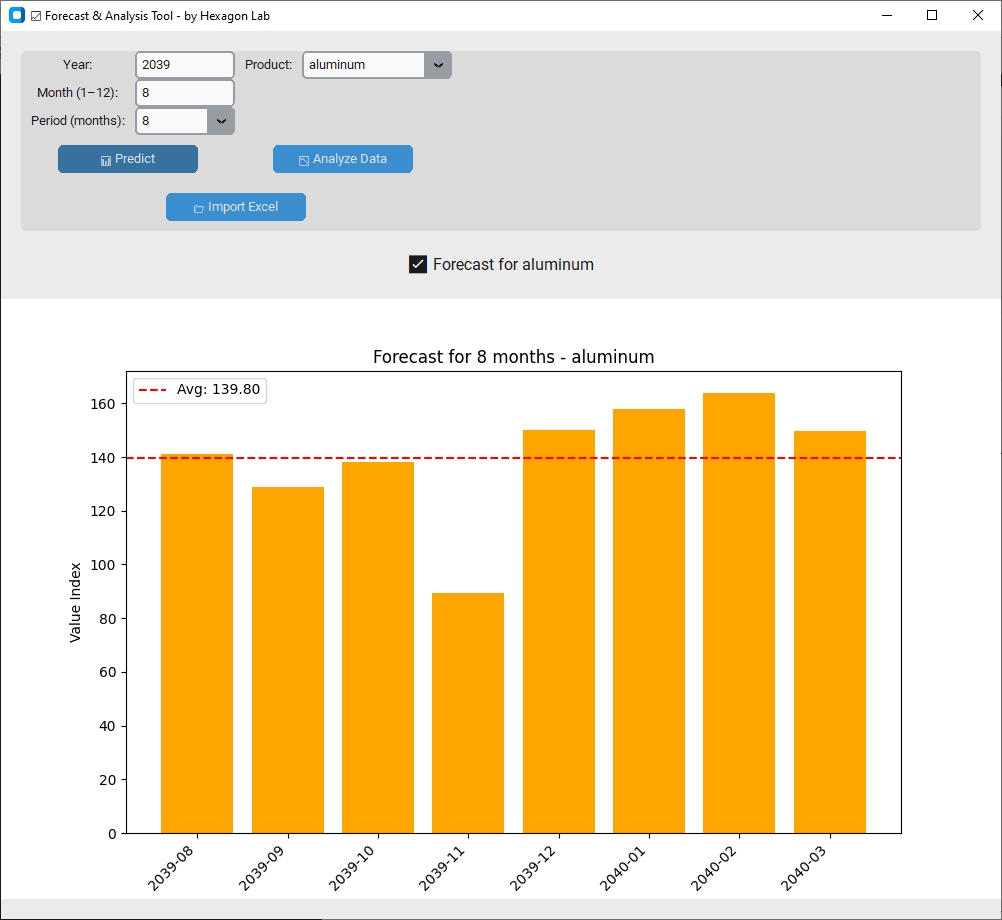 Forecast & Analysis Tool - by Hexagon Lab
Year: 2039 Product: aluminum
Month (1–12): 8
Period (months): 8
Predict Analyze Data
Import Excel
Forecast for aluminum
Forecast for 8 months - aluminum
Avg: 139.80
160
140
120
100
80
60
40
20
0
Value Index
2039-08 2039-09 2039-10 2039-11 2039-12 2040-01 2040-02 2040-03